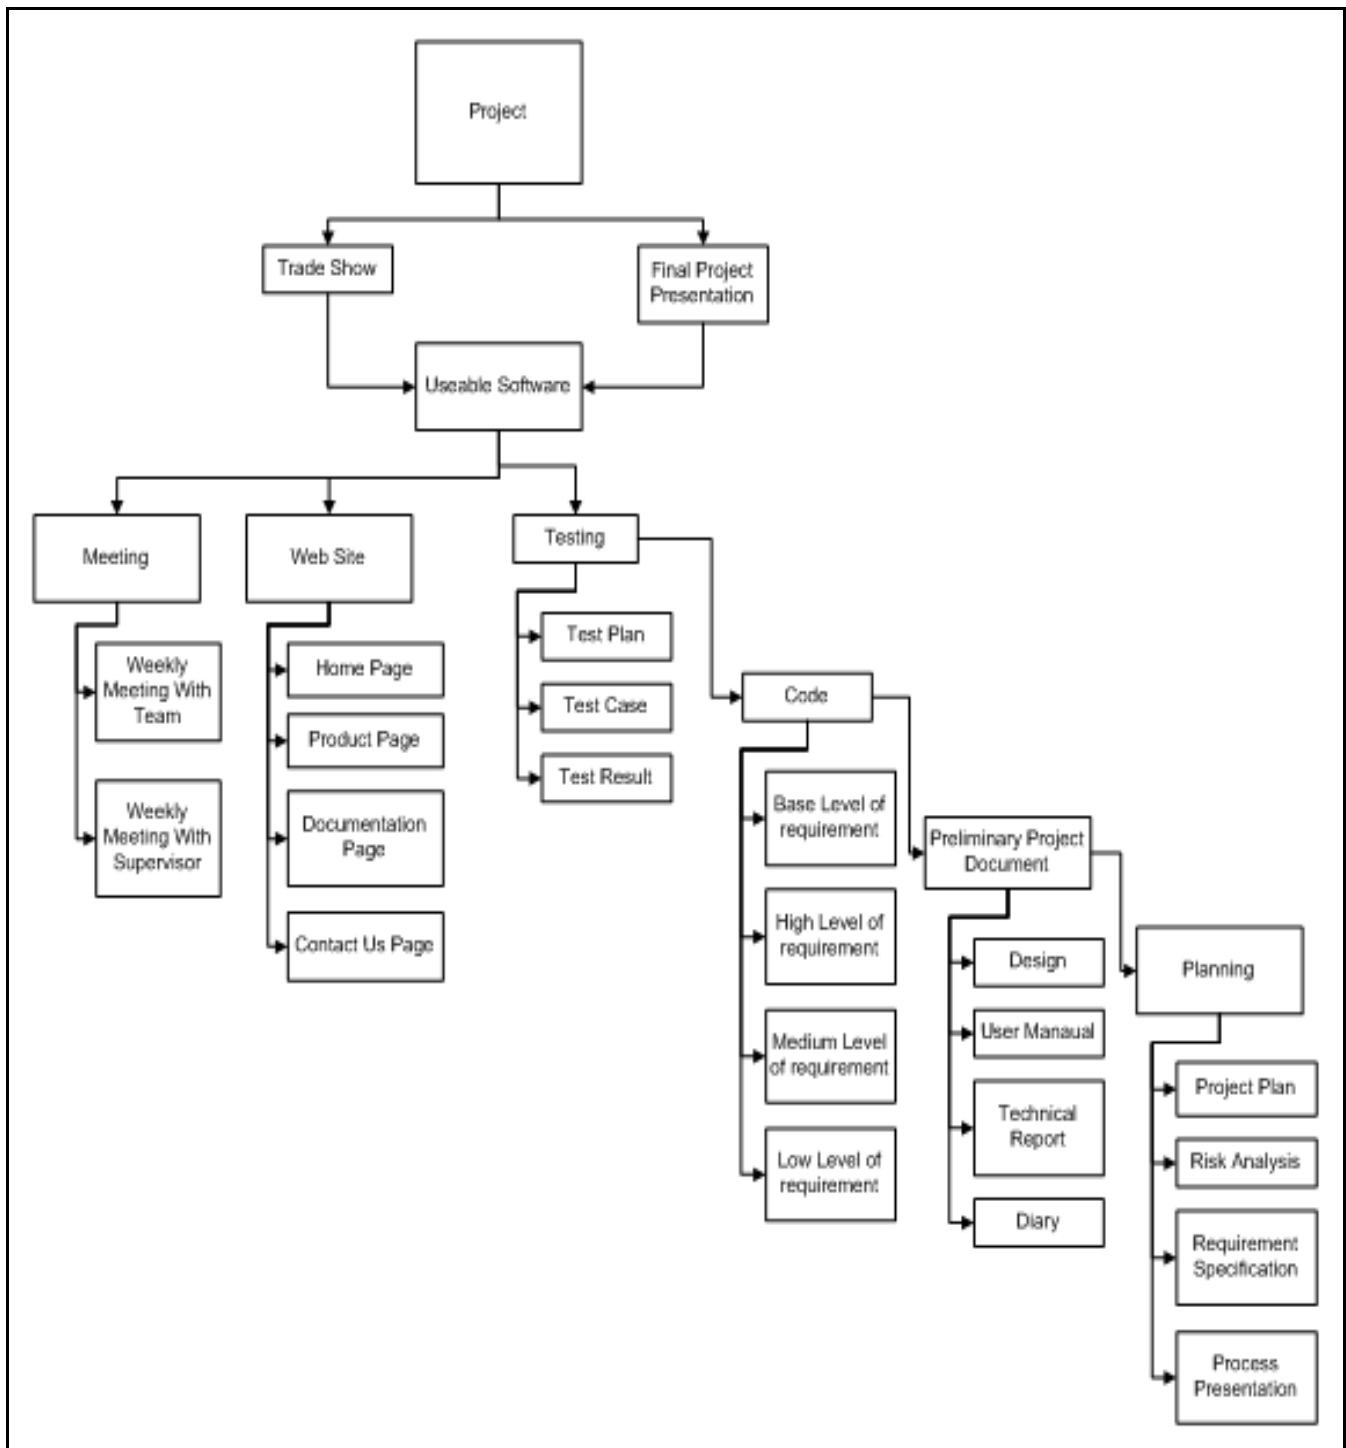 Project
Trade Show
Final Project
Presentation
Useable Software
Meeting
Weekly
Meeting With
Team
Weekly
Meeting With
Supervisor
Web Site
Home Page
Product Page
Documentation
Page
Contact Us Page
Testing
Test Plan
Test Case
Test Result
Code
Base Level of
requirement
High Level of
requirement
Medium Level
of requirement
Low Level of
requirement
Preliminary Project
Document
Design
User Manaual
Technical
Report
Diary
Planning
Project Plan
Risk Analysis
Requirement
Specification
Process
Presentation